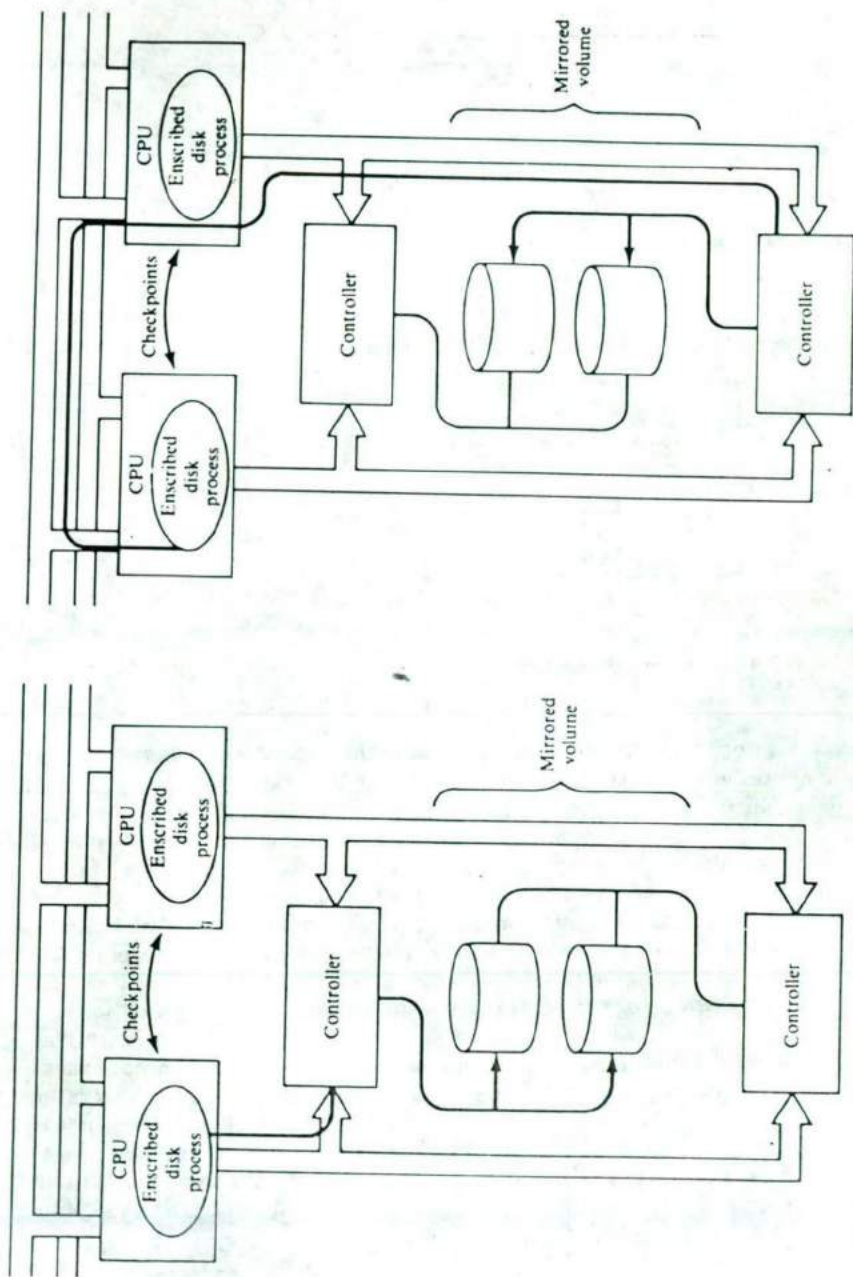 CPU
Enscribed
disk
process
Checkpoints
CPU
Enscribed
disk
process
Controller
Mirrored
volume
Controller
CPU
Enscribed
disk
process
Checkpoints
CPU
Enscribed
disk
process
Controller
Mirrored
volume
Controller